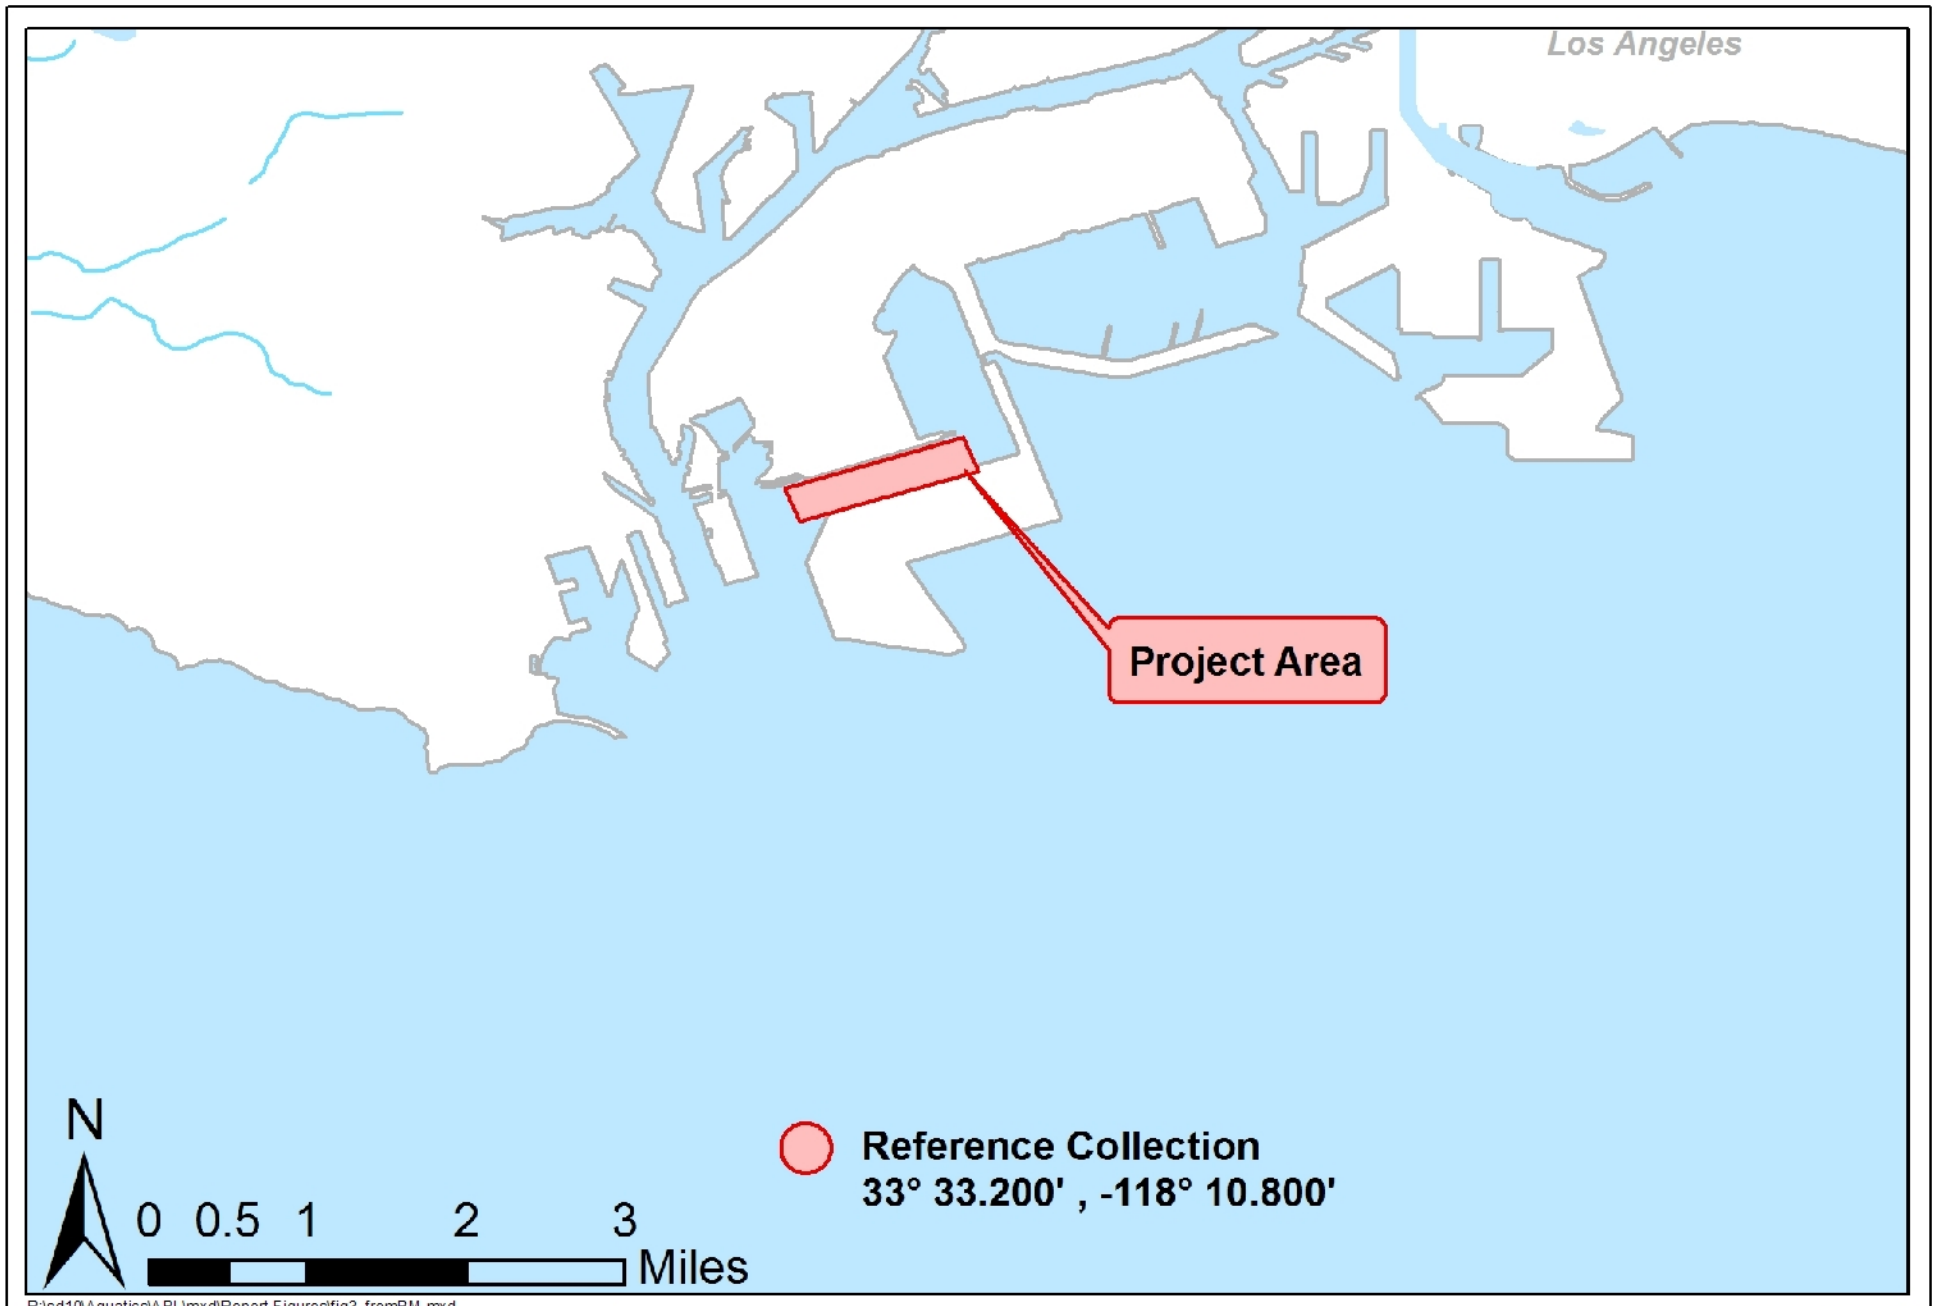 Los Angeles
Project Area
N
Reference Collection
33° 33.200' , -118° 10.800'
0 0.5 1 2 3
Miles